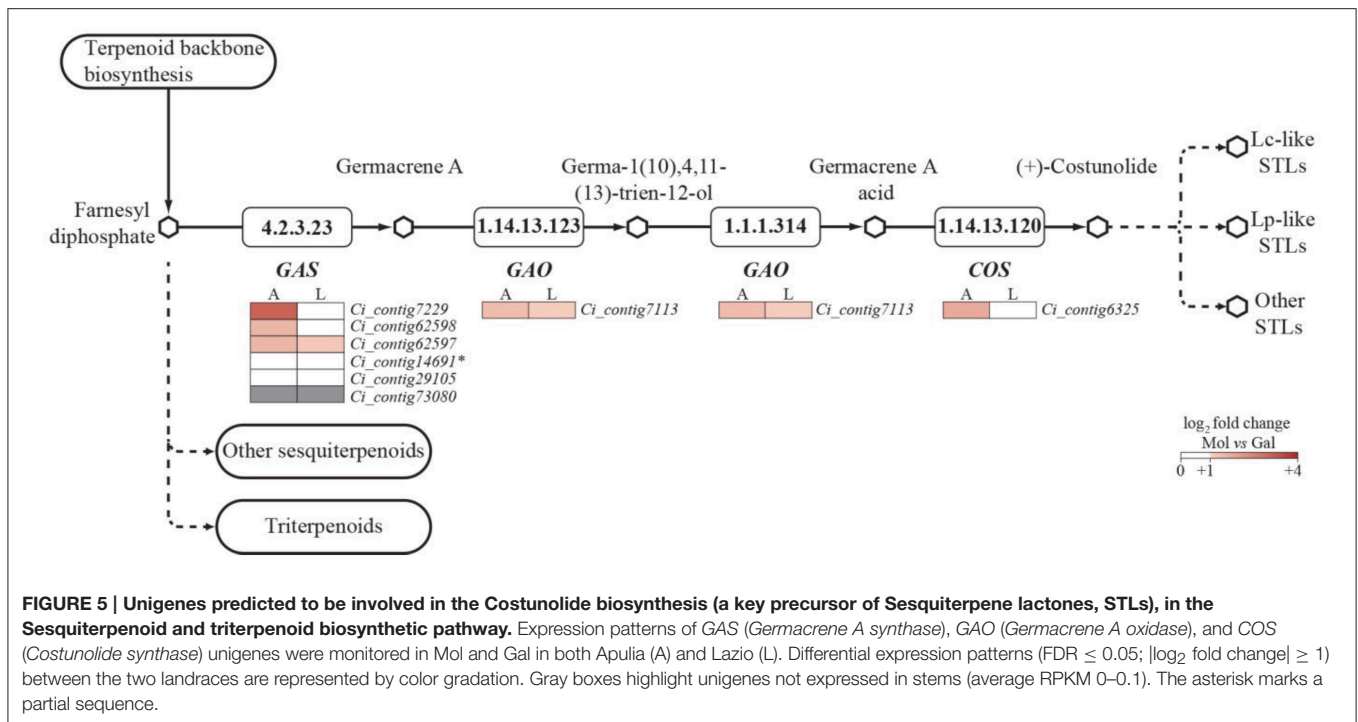 Terpenoid backbone
biosynthesis
Farnesyl
diphosphate
4.2.3.23
GAS
A L
Ci_contig7229
Ci_contig62598
Ci_contig62597
Ci_contig14691*
Ci_contig29105
Ci_contig73080
Germacrene A
1.14.13.123
GAO
A L
Ci_contig7113
Germa-1(10),4,11-
(13)-trien-12-ol
1.1.1.314
GAO
A L
Ci_contig7113
Germacrene A
acid
1.14.13.120
COS
A L
Ci_contig6325
(+)-Costunolide
Lc-like
STLs
Lp-like
STLs
Other
STLs
Other sesquiterpenoids
Triterpenoids
log₂ fold change
Mol vs Gal
0 +1 +4
FIGURE 5 | Unigenes predicted to be involved in the Costunolide biosynthesis (a key precursor of Sesquiterpene lactones, STLs), in the
Sesquiterpenoid and triterpenoid biosynthetic pathway. Expression patterns of GAS (Germacrene A synthase), GAO (Germacrene A oxidase), and COS
(Costunolide synthase) unigenes were monitored in Mol and Gal in both Apulia (A) and Lazio (L). Differential expression patterns (FDR ≤ 0.05; |log₂ fold change| ≥ 1)
between the two landraces are represented by color gradation. Gray boxes highlight unigenes not expressed in stems (average RPKM 0–0.1). The asterisk marks a
partial sequence.